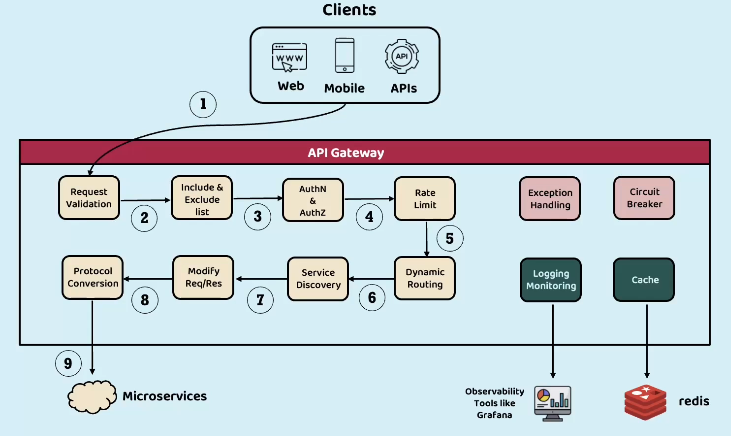 Clients
WWW
API
Web
Mobile
APIs
1
API Gateway
Request
Validation
2
Include &
Exclude
list
3
AuthN
&
AuthZ
4
Rate
Limit
Exception
Handling
Circuit
Breaker
5
Protocol
Conversion
8
Modify
Req/Res
7
Service
Discovery
6
Dynamic
Routing
Logging
Monitoring
Cache
9
Microservices
Observability
Tools like
Grafana
redis